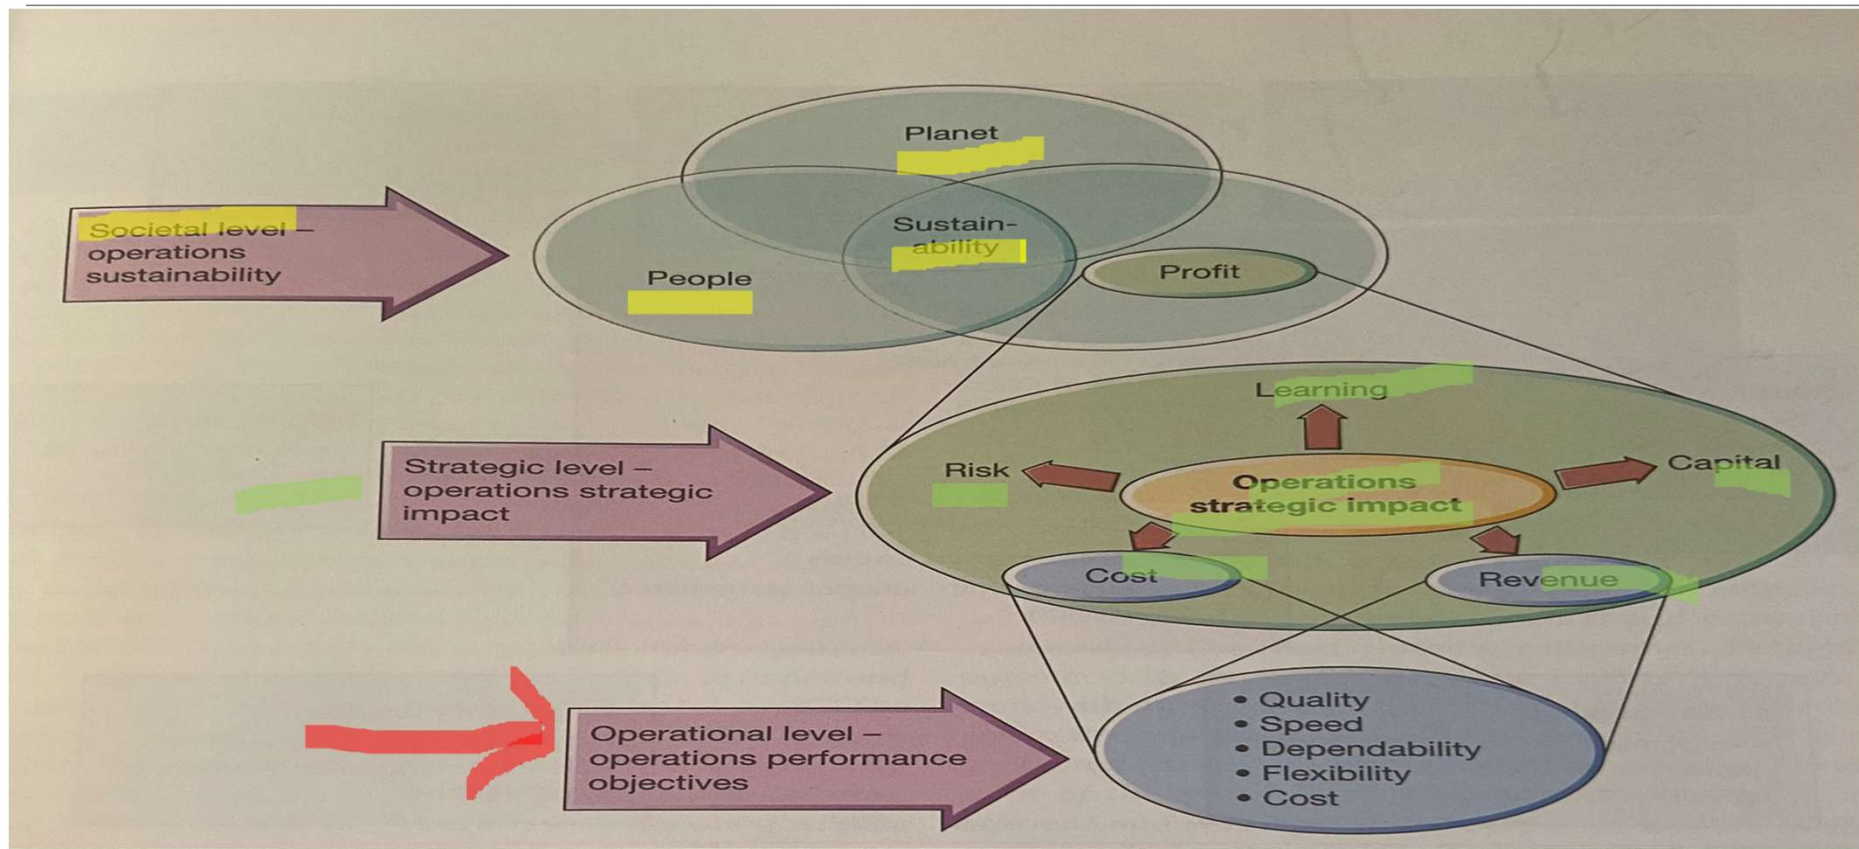 Planet
Societal level –
operations
sustainability
Sustain-
ability
People
Profit
Learning
Strategic level –
operations strategic
impact
Risk
Capital
Operations
strategic impact
Cost
Revenue
Operational level –
operations performance
objectives
• Quality
• Speed
• Dependability
• Flexibility
• Cost